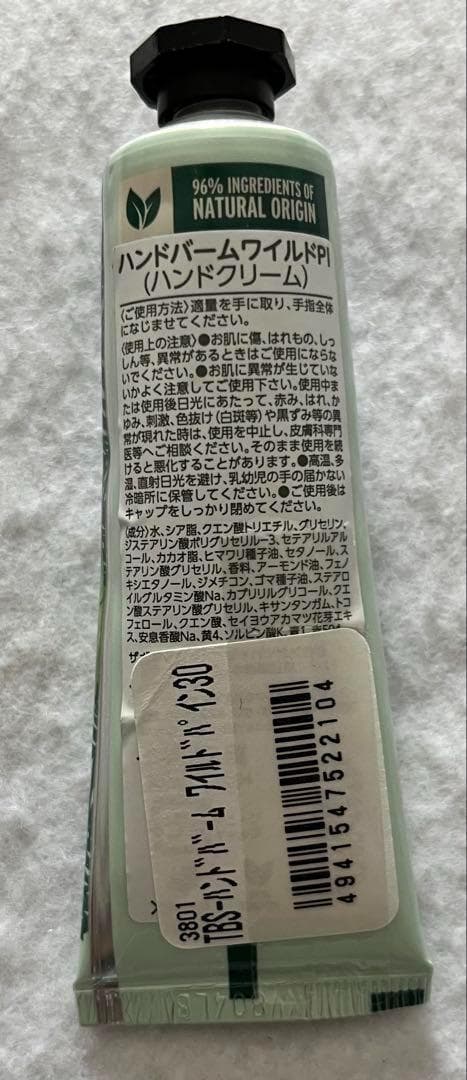 96% INGREDIENTS OF
NATURAL ORIGIN
ハンドバームワイルドPI
(ハンドクリーム)
〈ご使用方法〉適量を手に取り、手指全体
になじませてください。
〈使用上の注意〉●お肌に傷、はれもの、しっ
しん等、異常があるときはご使用にならな
いでください。●お肌に異常が生じていな
いかよく注意してご使用下さい。使用中ま
たは使用後日光にあたって、赤み、はれ、か
ゆみ、刺激、色抜け(白斑等)や黒ずみ等の異
常が現れた時は、使用を中止し、皮膚科専門
医等へご相談ください。そのまま使用を続
けると悪化することがあります。●高温、多
湿、直射日光を避け、乳幼児の手の届かない
冷暗所に保管してください。●ご使用後は
キャップをしっかり閉めてください。
〈成分〉水、シア脂、クエン酸トリエチル、グリセリン、
ジステアリン酸ポリグリセリル-3、セテアリルアル
コール、カカオ脂、ヒマワリ種子油、セタノール、ス
テアリン酸グリセリル、香料、アーモンド油、フェノ
キシエタノール、ジメチコン、ゴマ種子油、ステアロ
イルグルタミン酸Na、カプリリルグリコール、クエ
ン酸ステアリン酸グリセリル、キサンタンガム、トコ
フェロール、クエン酸、セイヨウアカマツ花芽エキ
ス、安息香酸Na、黄4、ソルビン酸K、青1
3801
TBS-ハンドバーム ワイルドパイン30
4941547522104